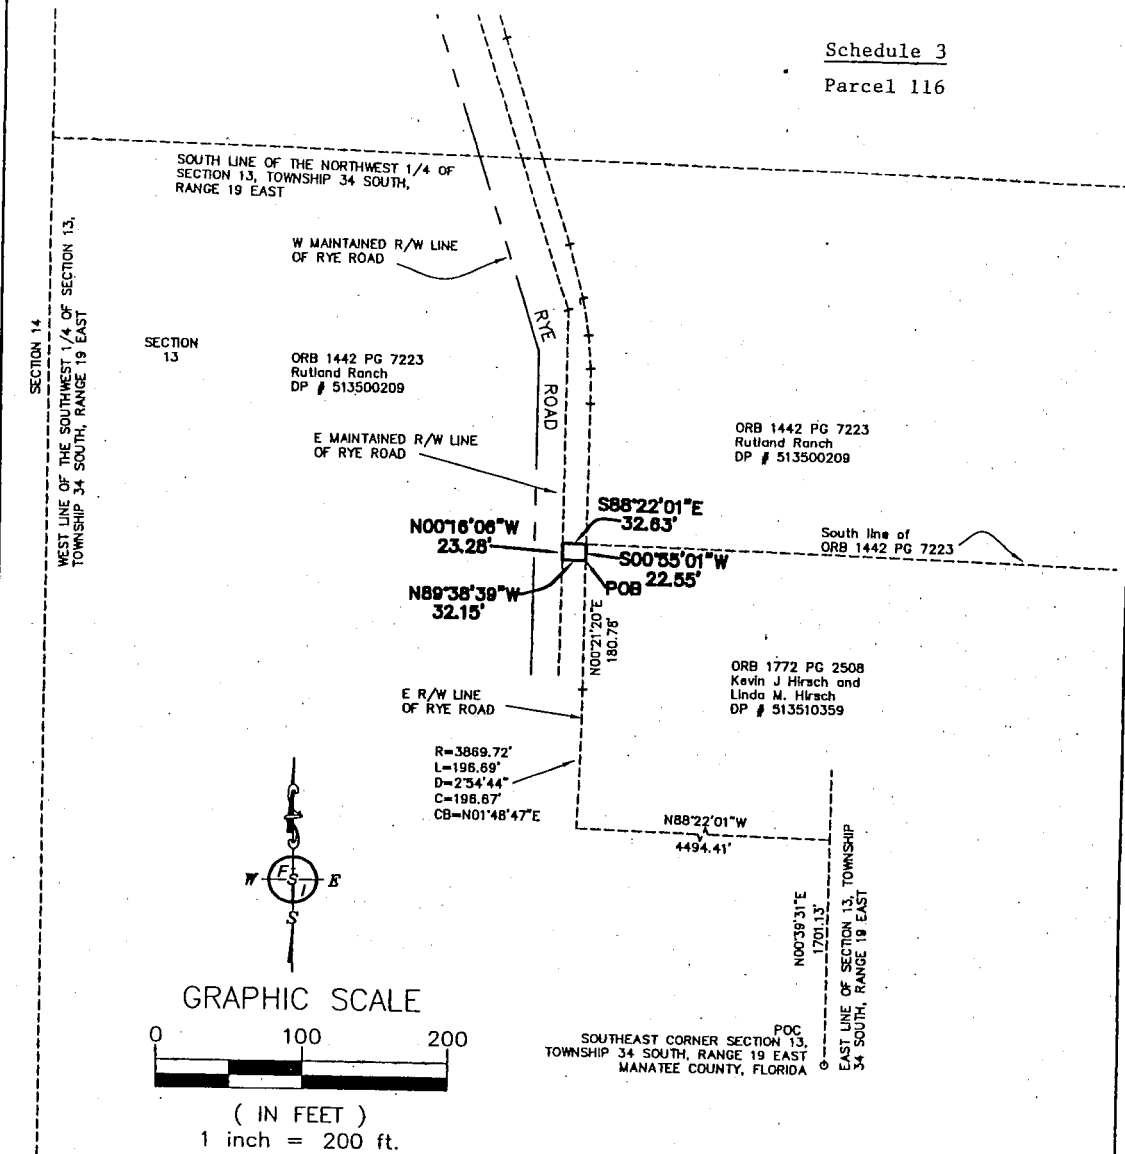 Schedule 3
Parcel 116
SOUTH LINE OF THE NORTHWEST 1/4 OF
SECTION 13, TOWNSHIP 34 SOUTH,
RANGE 19 EAST
W MAINTAINED R/W LINE
OF RYE ROAD
SECTION 14
WEST LINE OF THE SOUTHWEST 1/4 OF SECTION 13,
TOWNSHIP 34 SOUTH, RANGE 19 EAST
SECTION
13
RYE
ROAD
ORB 1442 PG 7223
Rutland Ranch
DP # 513500209
E MAINTAINED R/W LINE
OF RYE ROAD
ORB 1442 PG 7223
Rutland Ranch
DP # 513500209
S88°22'01"E
32.63'
N00°16'06"W
23.28'
South line of
ORB 1442 PG 7223
S00°55'01"W
22.55'
N89°38'39"W
32.15'
POB
N00°21'20"E
180.76'
ORB 1772 PG 2508
Kevin J Hirsch and
Linda M. Hirsch
DP # 513510359
E R/W LINE
OF RYE ROAD
R=3869.72'
L=196.69'
D=2°54'44"
C=196.67'
CB=N01°48'47"E
N88°22'01"W
4494.41'
N00°39'31"E
1701.13'
EAST LINE OF SECTION 13, TOWNSHIP
34 SOUTH, RANGE 19 EAST
W
F S I
E
S
POC
SOUTHEAST CORNER SECTION 13,
TOWNSHIP 34 SOUTH, RANGE 19 EAST
MANATEE COUNTY, FLORIDA
GRAPHIC SCALE
0 100 200
( IN FEET )
1 inch = 200 ft.